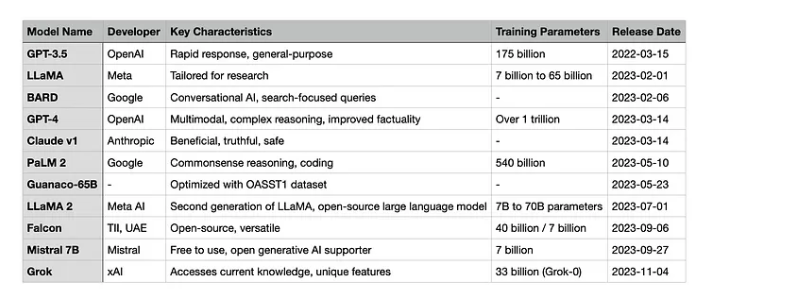 Model Name Developer Key Characteristics Training Parameters Release Date
GPT-3.5 OpenAI Rapid response, general-purpose 175 billion 2022-03-15
LLaMA Meta Tailored for research 7 billion to 65 billion 2023-02-01
BARD Google Conversational AI, search-focused queries - 2023-02-06
GPT-4 OpenAI Multimodal, complex reasoning, improved factuality Over 1 trillion 2023-03-14
Claude v1 Anthropic Beneficial, truthful, safe - 2023-03-14
PaLM 2 Google Commonsense reasoning, coding 540 billion 2023-05-10
Guanaco-65B - Optimized with OASST1 dataset - 2023-05-23
LLaMA 2 Meta AI Second generation of LLaMA, open-source large language model 7B to 70B parameters 2023-07-01
Falcon TII, UAE Open-source, versatile 40 billion / 7 billion 2023-09-06
Mistral 7B Mistral Free to use, open generative AI supporter 7 billion 2023-09-27
Grok xAI Accesses current knowledge, unique features 33 billion (Grok-0) 2023-11-04